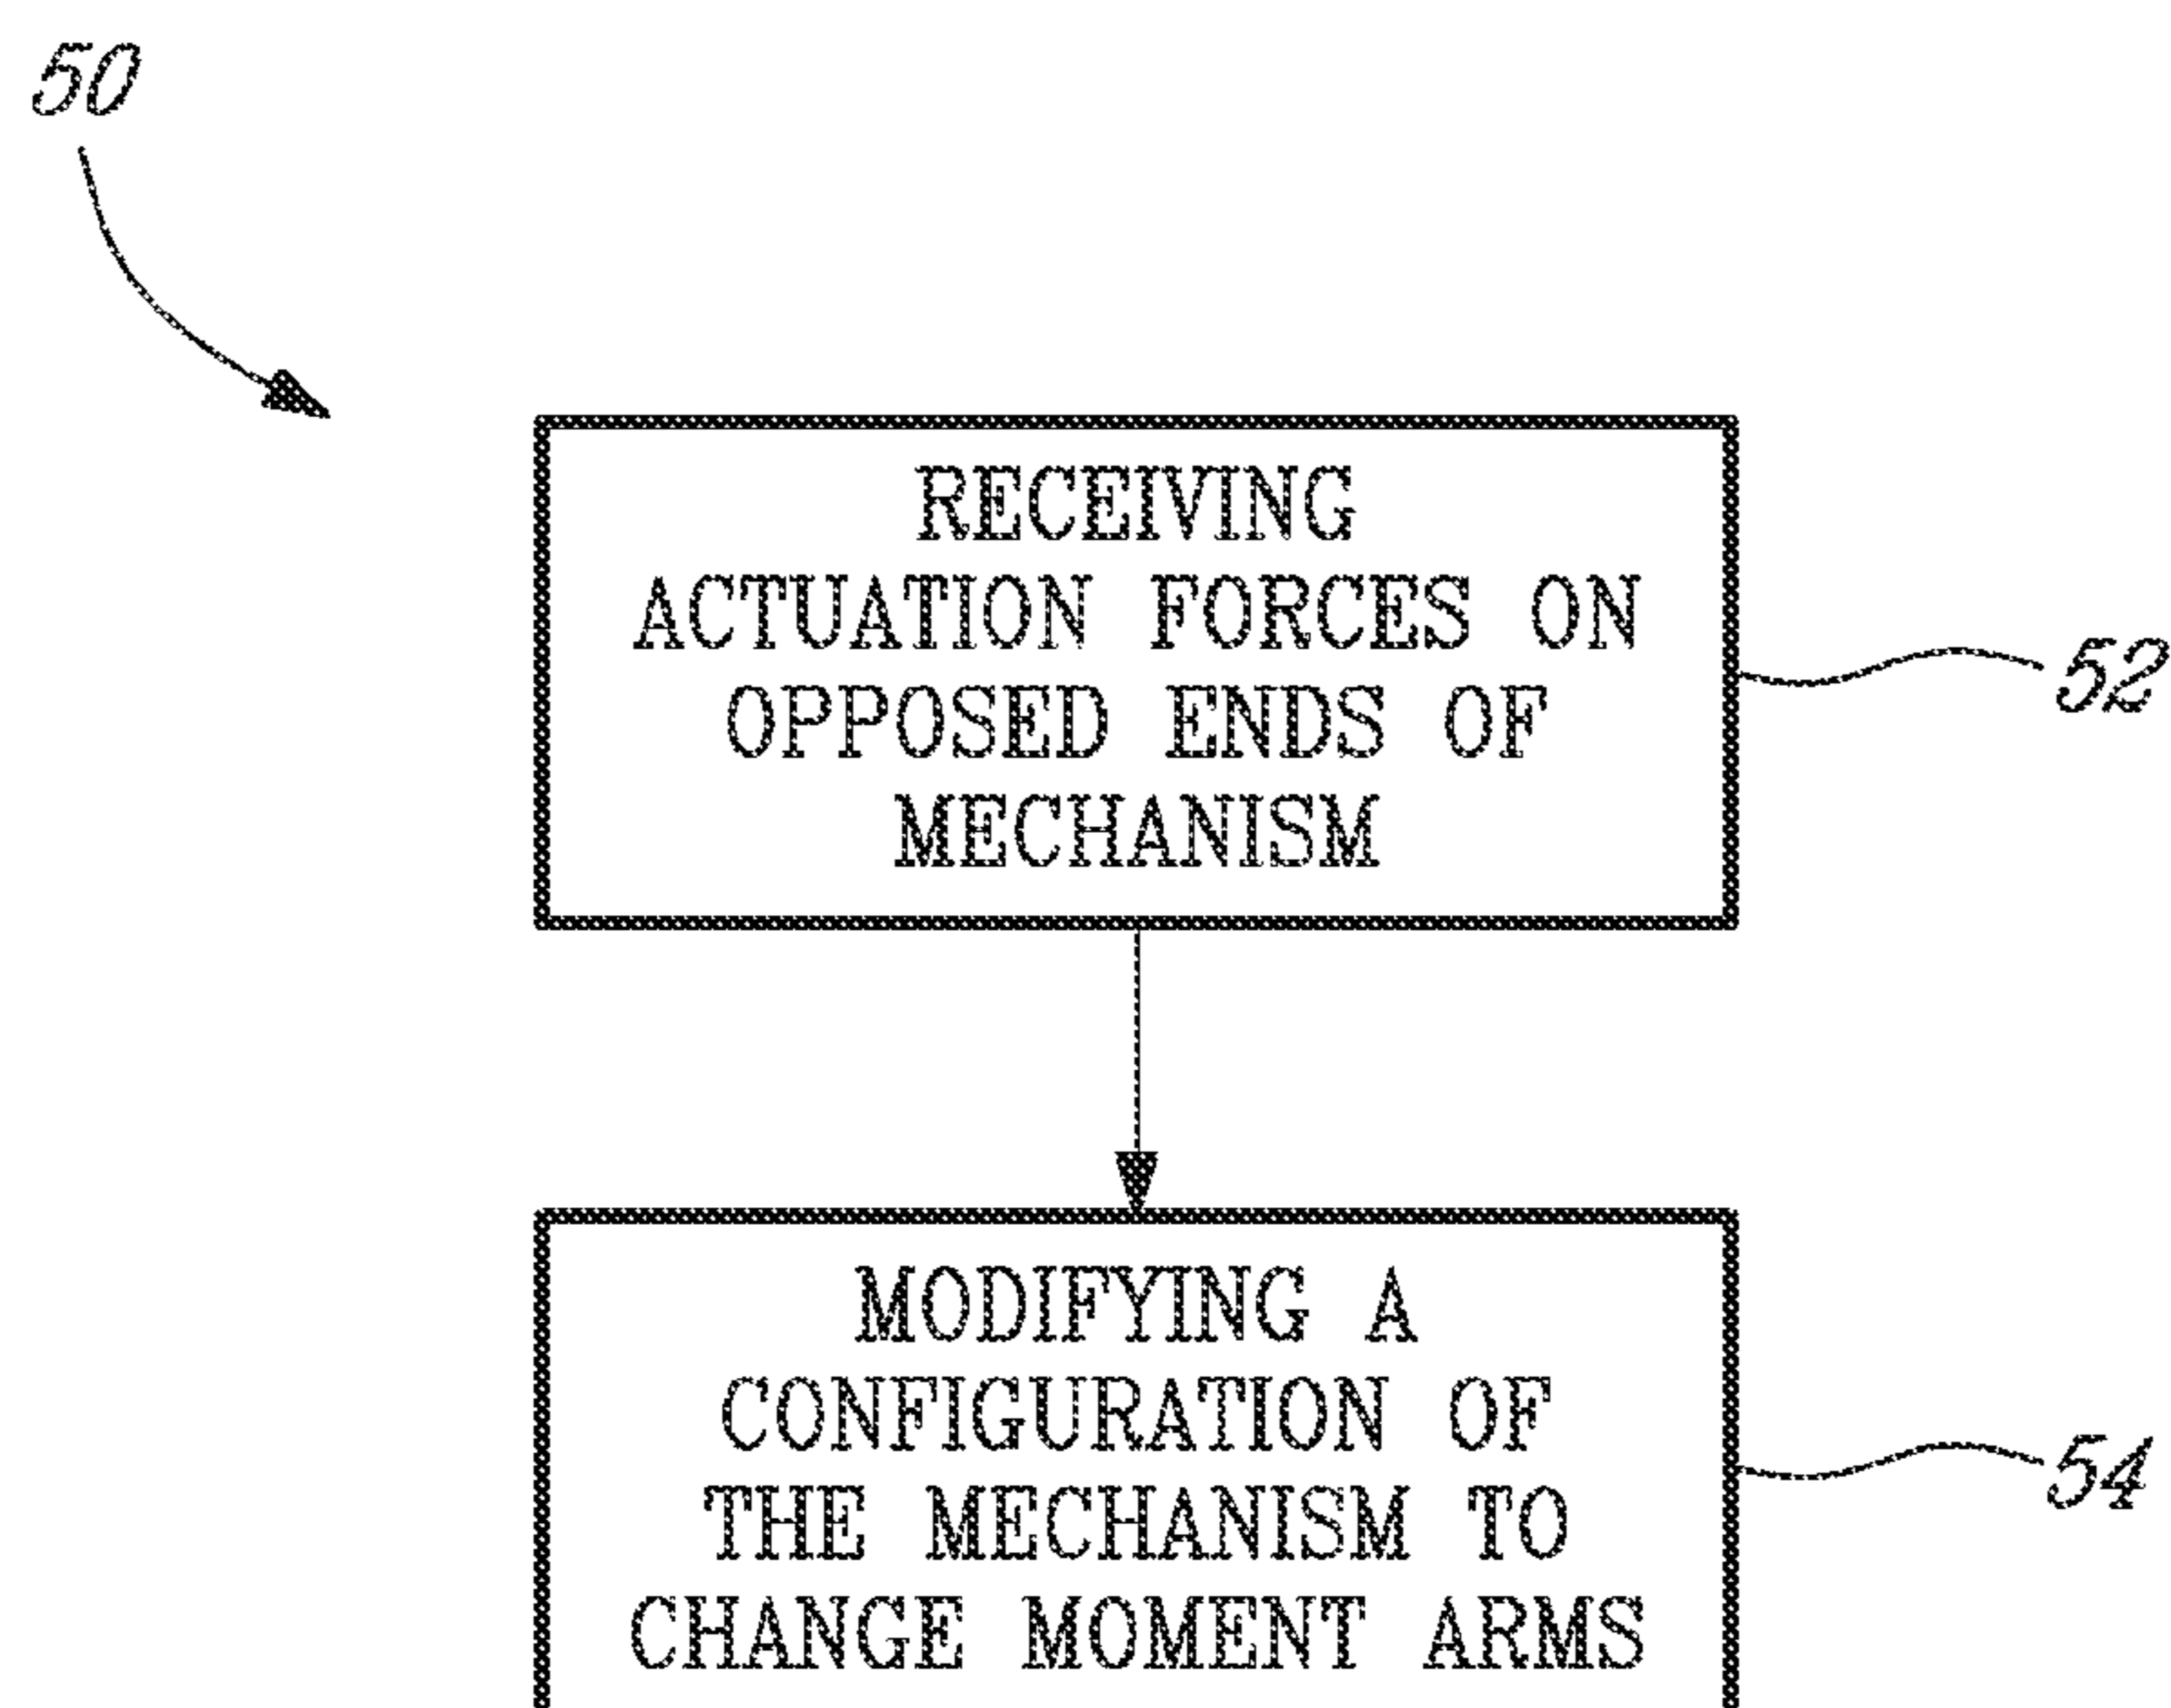 50
RECEIVING
ACTUATION FORCES ON
OPPOSED ENDS OF
MECHANISM
52
MODIFYING A
CONFIGURATION OF
THE MECHANISM TO
CHANGE MOMENT ARMS
54